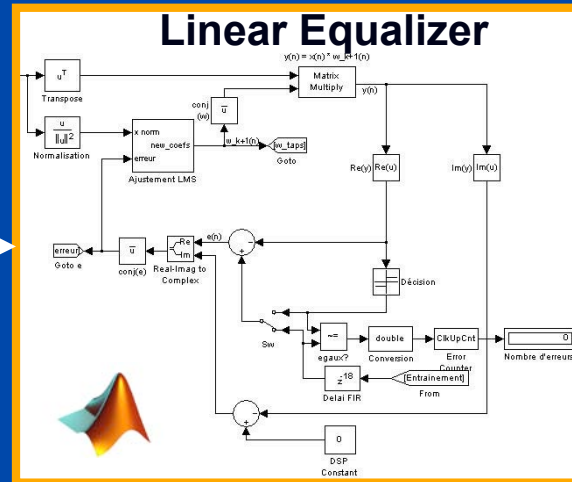 Linear Equalizer
y(n) = x(n) * w_k+1(n)
u^T
Transpose
Matrix
Multiply
y(n)
conj
(w)
u
u
||u||²
Normalisation
x norm
new_coefs
erreur
Ajustement LMS
w_k+1(n)
[w_taps]
Goto
Re(y)
Re(u)
Im(y)
Im(u)
[erreur]
Goto e
u
conj(e)
Re
Im
Real-Imag to
Complex
e(n)
Décision
Sw
~=
egaux?
double
Conversion
ClkUpCnt
Error
Counter
0
Nombre d'erreurs
z^-18
Delai FIR
[Entrainement]
From
0
DSP
Constant